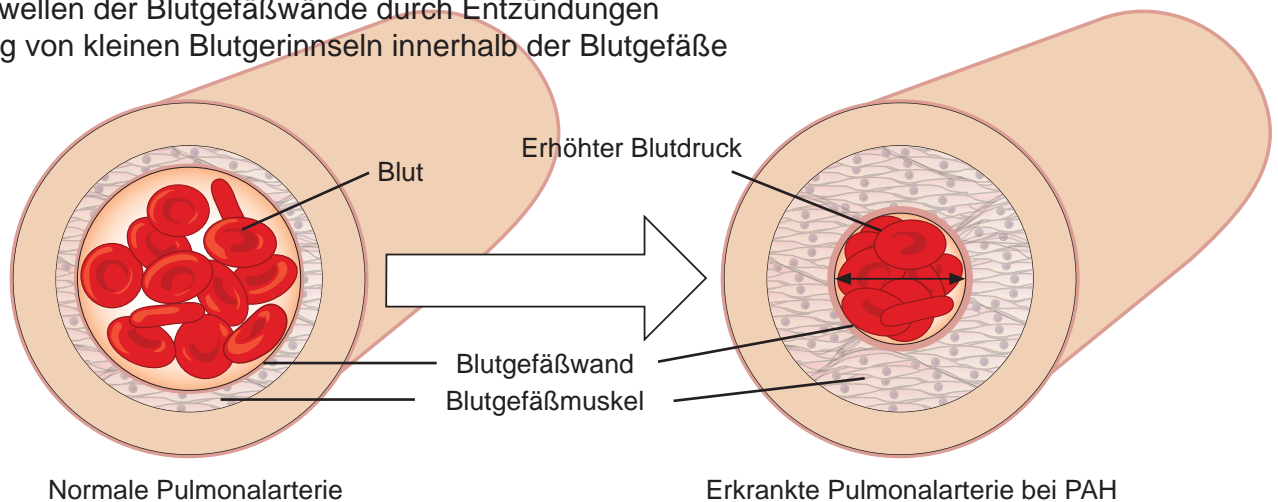 wellen der Blutgefäßwände durch Entzündungen
g von kleinen Blutgerinnseln innerhalb der Blutgefäße
Erhöhter Blutdruck
Blut
Blutgefäßwand
Blutgefäßmuskel
Normale Pulmonalarterie
Erkrankte Pulmonalarterie bei PAH